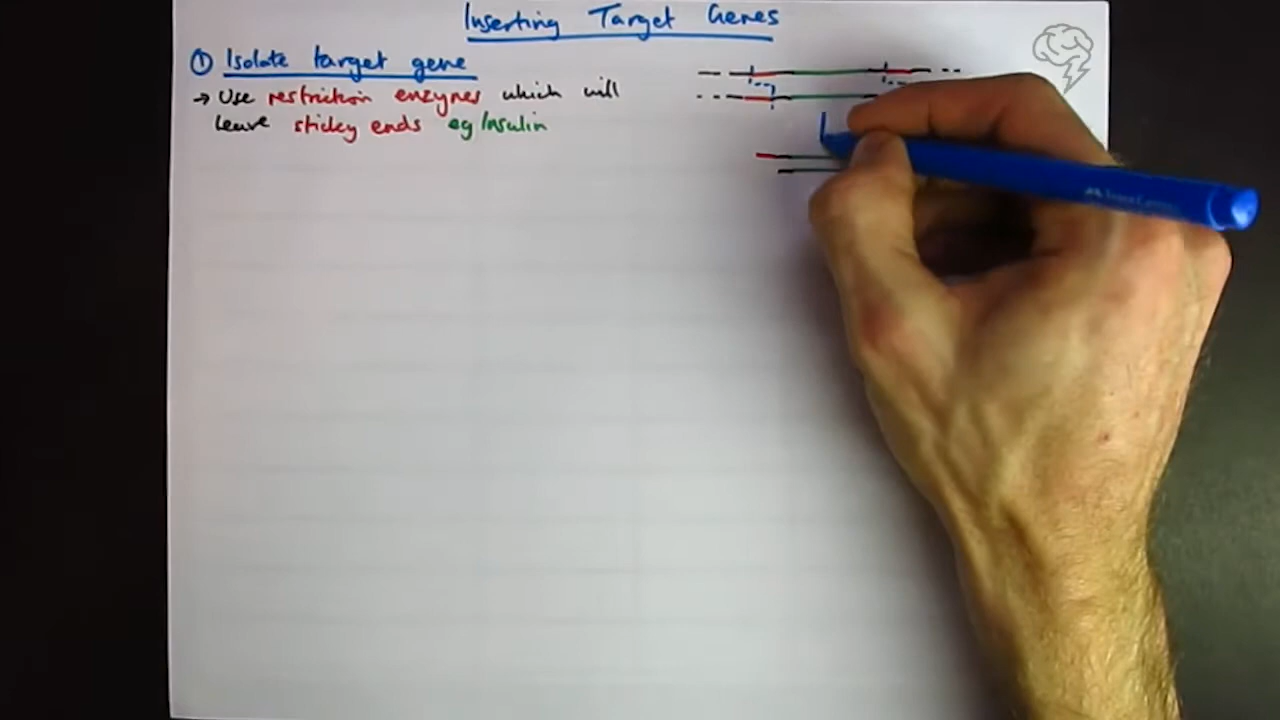 Inserting Target Genes
① Isolate target gene
→ Use restriction enzymes which will
leave sticky ends eg Insulin